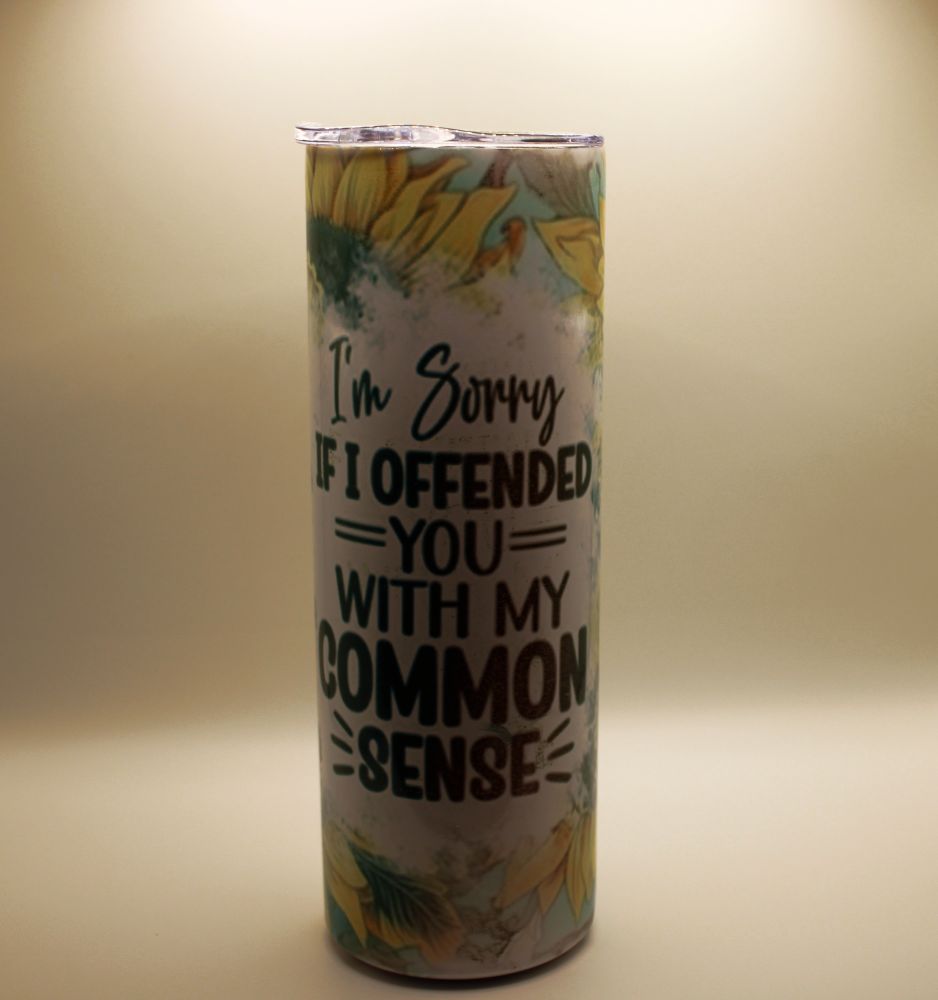 I'm Sorry
IF I OFFENDED
YOU
WITH MY
COMMON
SENSE